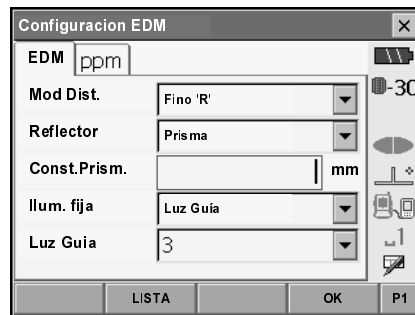 Configuracion EDM
EDM ppm
Mod Dist. Fino 'R'
Reflector Prisma
Const.Prism. mm
Ilum. fija Luz Guía
Luz Guia 3
-30
1
LISTA OK P1